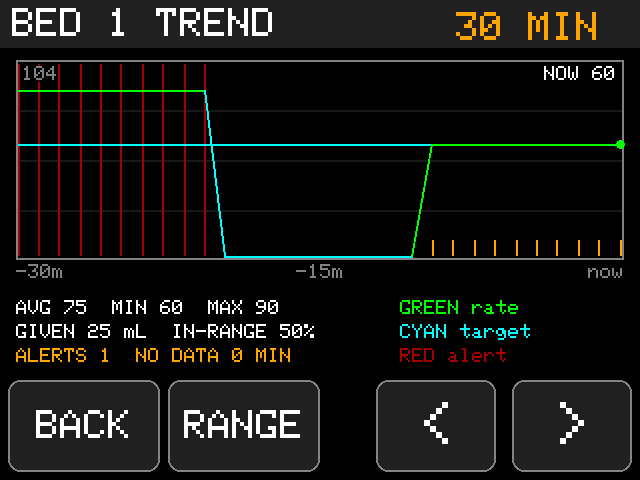 BED 1 TREND 30 MIN
104 NOW 60
-30m -15m now
AVG 75 MIN 60 MAX 90 GREEN rate
GIVEN 25 mL IN-RANGE 50% CYAN target
ALERTS 1 NO DATA 0 MIN RED alert
BACK RANGE < >